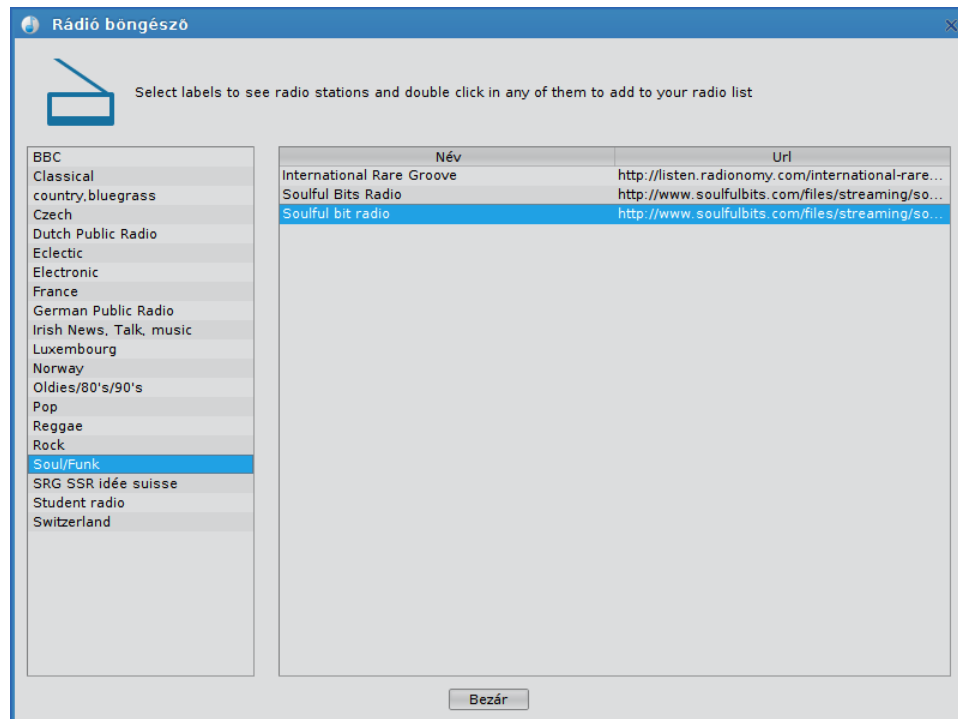 Rádió böngésző
Select labels to see radio stations and double click in any of them to add to your radio list
BBC
Classical
country,bluegrass
Czech
Dutch Public Radio
Eclectic
Electronic
France
German Public Radio
Irish News, Talk, music
Luxembourg
Norway
Oldies/80's/90's
Pop
Reggae
Rock
Soul/Funk
SRG SSR idée suisse
Student radio
Switzerland
Név Url
International Rare Groove http://listen.radionomy.com/international-rare...
Soulful Bits Radio http://www.soulfulbits.com/files/streaming/so...
Soulful bit radio http://www.soulfulbits.com/files/streaming/so...
Bezár